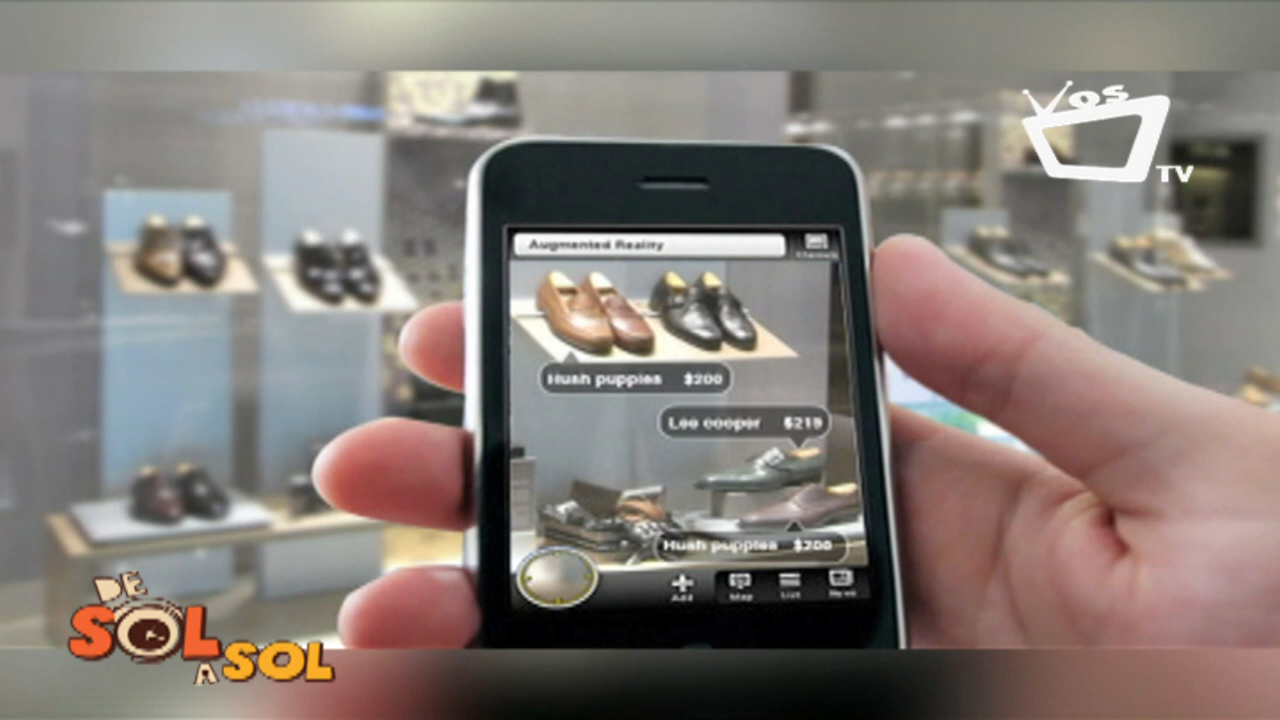 VOS
TV
Augmented Reality
Hush puppies $200
Lee cooper $219
Hush puppies $200
Add Map List
DE
SOL
A SOL